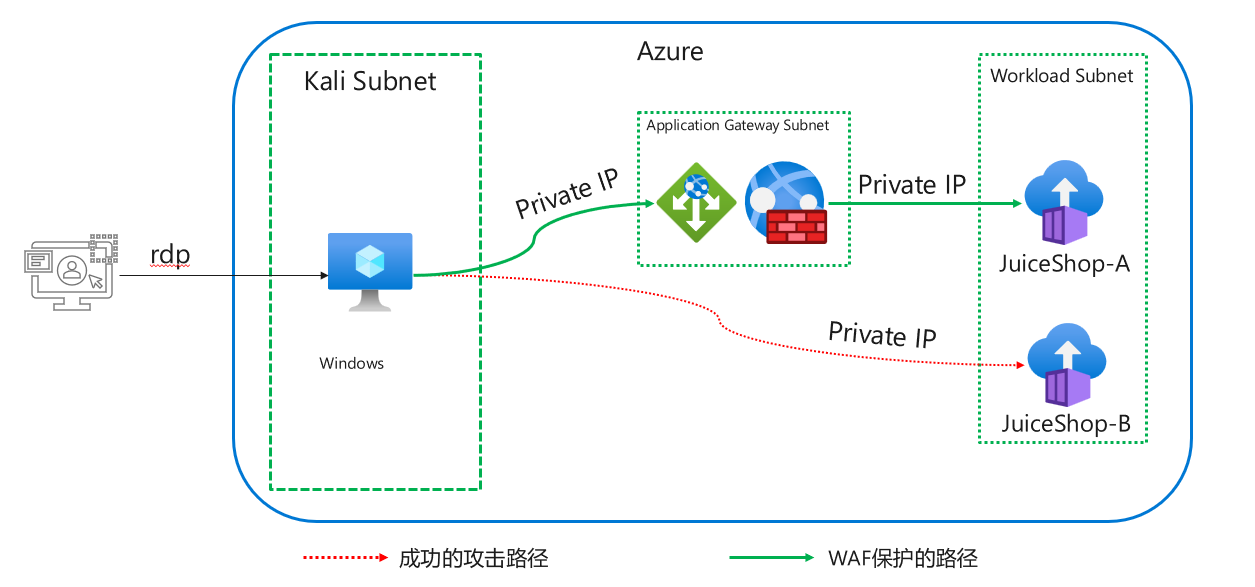 Azure
Kali Subnet
Workload Subnet
Application Gateway Subnet
Private IP
Private IP
rdp
JuiceShop-A
Private IP
Windows
JuiceShop-B
成功的攻击路径
WAF保护的路径